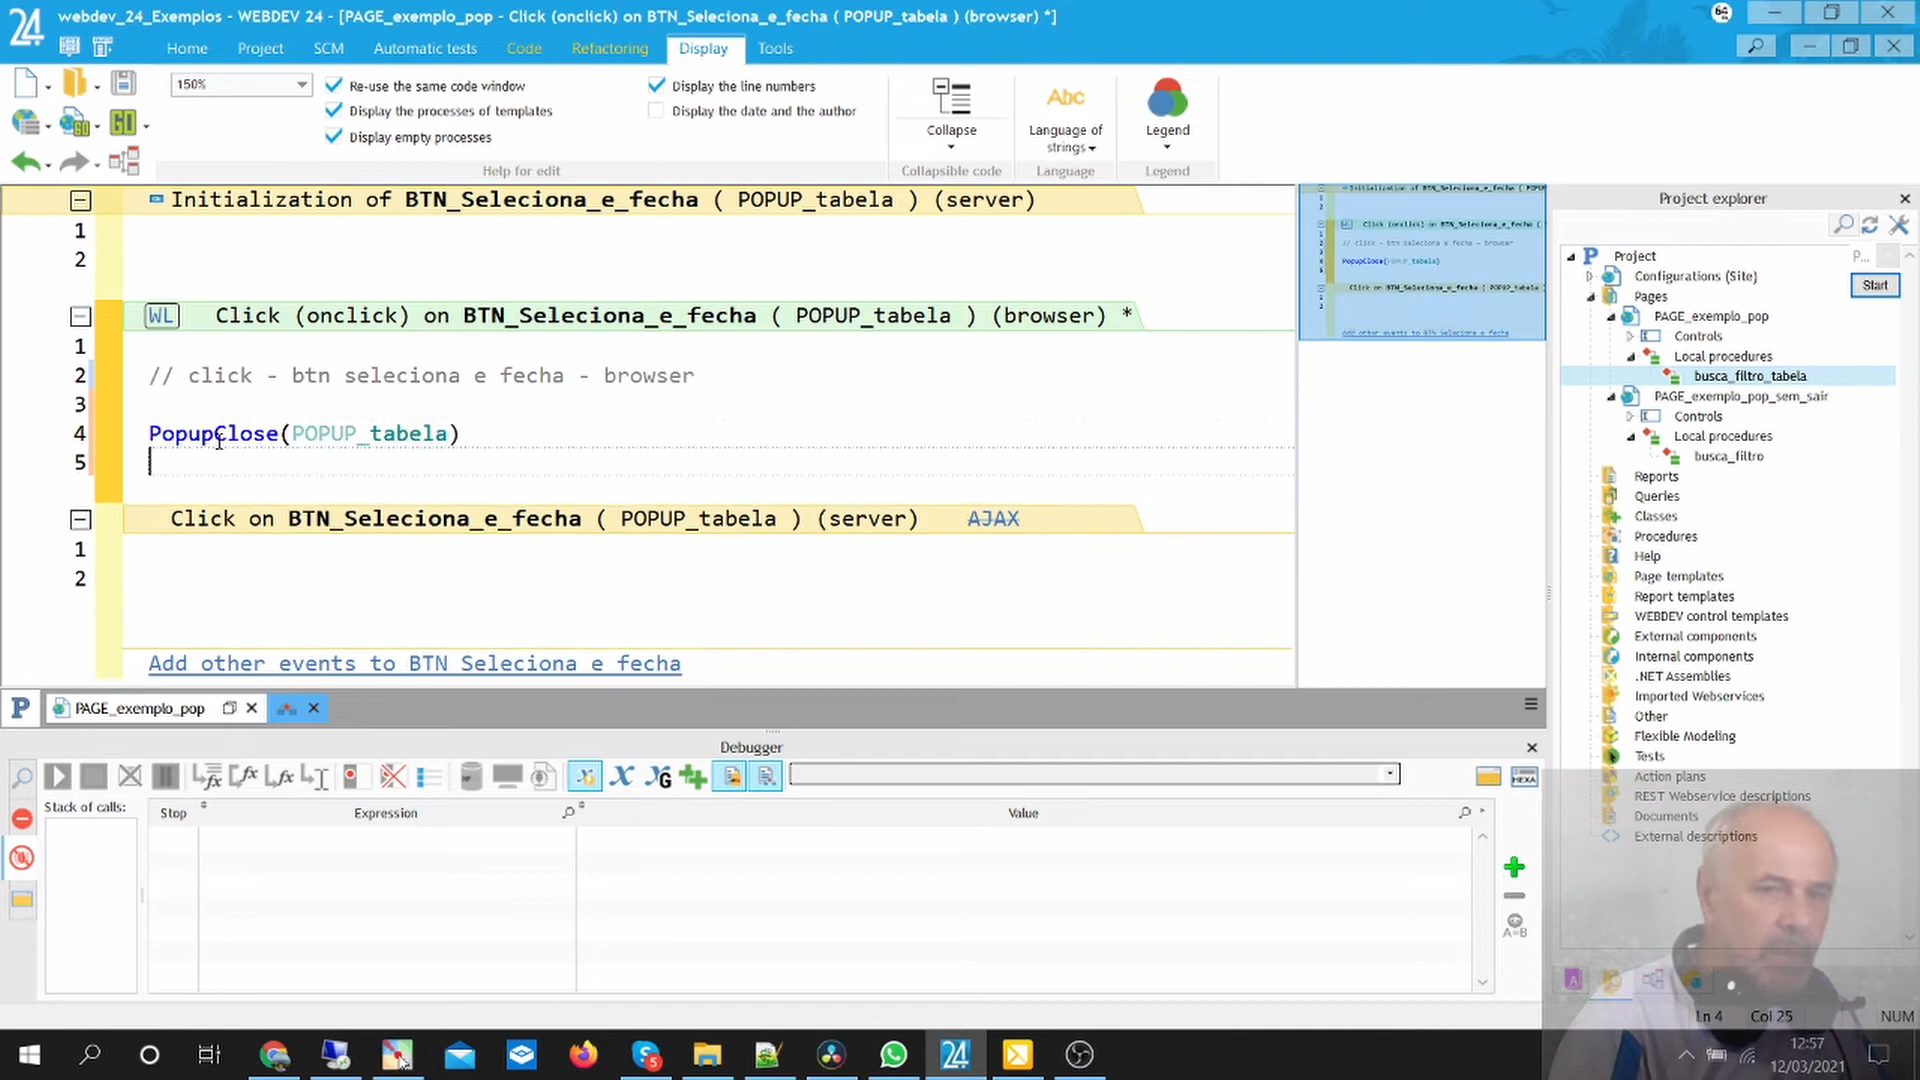 webdev_24_Exemplos - WEBDEV 24 - [PAGE_exemplo_pop - Click (onclick) on BTN_Seleciona_e_fecha ( POPUP_tabela ) (browser) *]
64
24
Home Project SCM Automatic tests Code Refactoring Display Tools
150%
Re-use the same code window
Display the processes of templates
Display empty processes
Display the line numbers
Display the date and the author
Help for edit
Collapse
Collapsible code
Abc
Language of strings
Language
Legend
Legend
GO
Initialization of BTN_Seleciona_e_fecha ( POPUP_tabela ) (server)
1
2
WL Click (onclick) on BTN_Seleciona_e_fecha ( POPUP_tabela ) (browser) *
1
2 // click - btn seleciona e fecha - browser
3
4 PopupClose(POPUP_tabela)
5
Click on BTN_Seleciona_e_fecha ( POPUP_tabela ) (server) AJAX
1
2
Add other events to BTN Seleciona e fecha
PAGE_exemplo_pop
Debugger
HEXA
Stack of calls:
Stop Expression Value
A=B
Project explorer
Project P...
Start
Configurations (Site)
Pages
PAGE_exemplo_pop
Controls
Local procedures
busca_filtro_tabela
PAGE_exemplo_pop_sem_sair
Controls
Local procedures
busca_filtro
Reports
Queries
Classes
Procedures
Help
Page templates
Report templates
WEBDEV control templates
External components
Internal components
.NET Assemblies
Imported Webservices
Other
Flexible Modeling
Tests
Action plans
REST Webservice descriptions
Documents
External descriptions
Ln 4 Col 25 NUM
12:57
12/03/2021